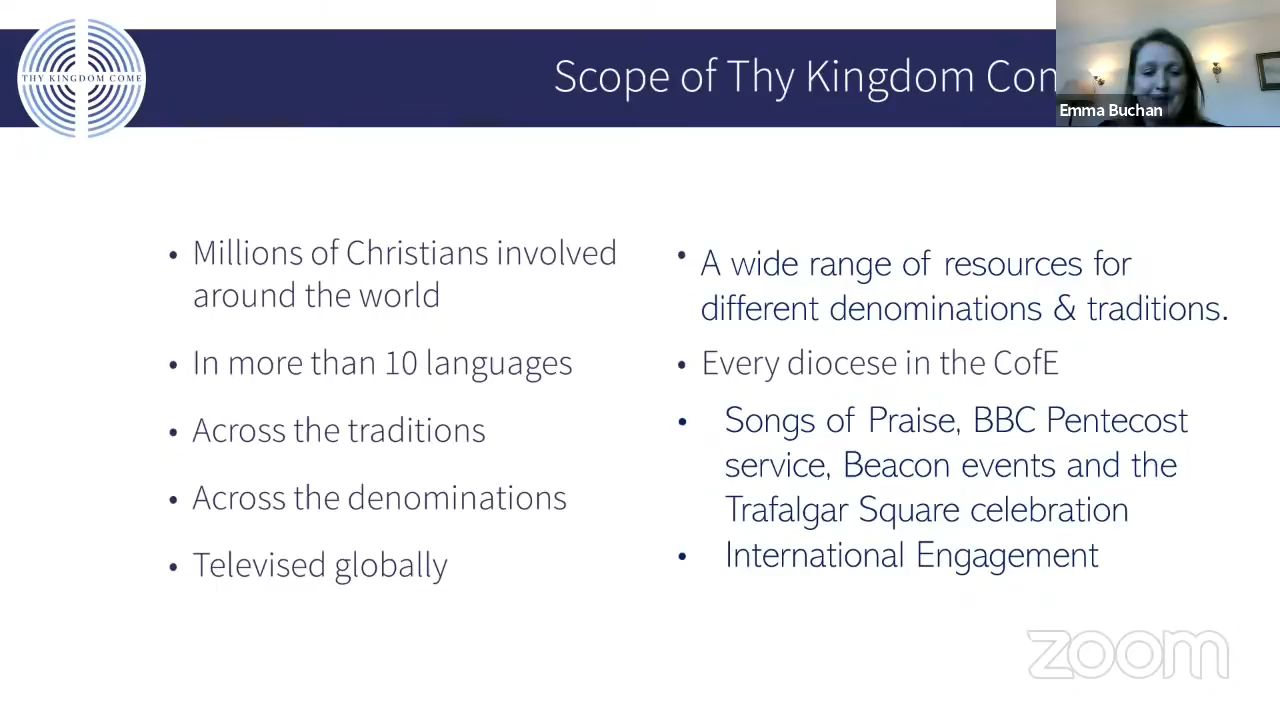 THY KINGDOM COME
Scope of Thy Kingdom Com
Emma Buchan
• Millions of Christians involved
around the world
• In more than 10 languages
• Across the traditions
• Across the denominations
• Televised globally
• A wide range of resources for
different denominations & traditions.
• Every diocese in the CofE
• Songs of Praise, BBC Pentecost
service, Beacon events and the
Trafalgar Square celebration
• International Engagement
zoom